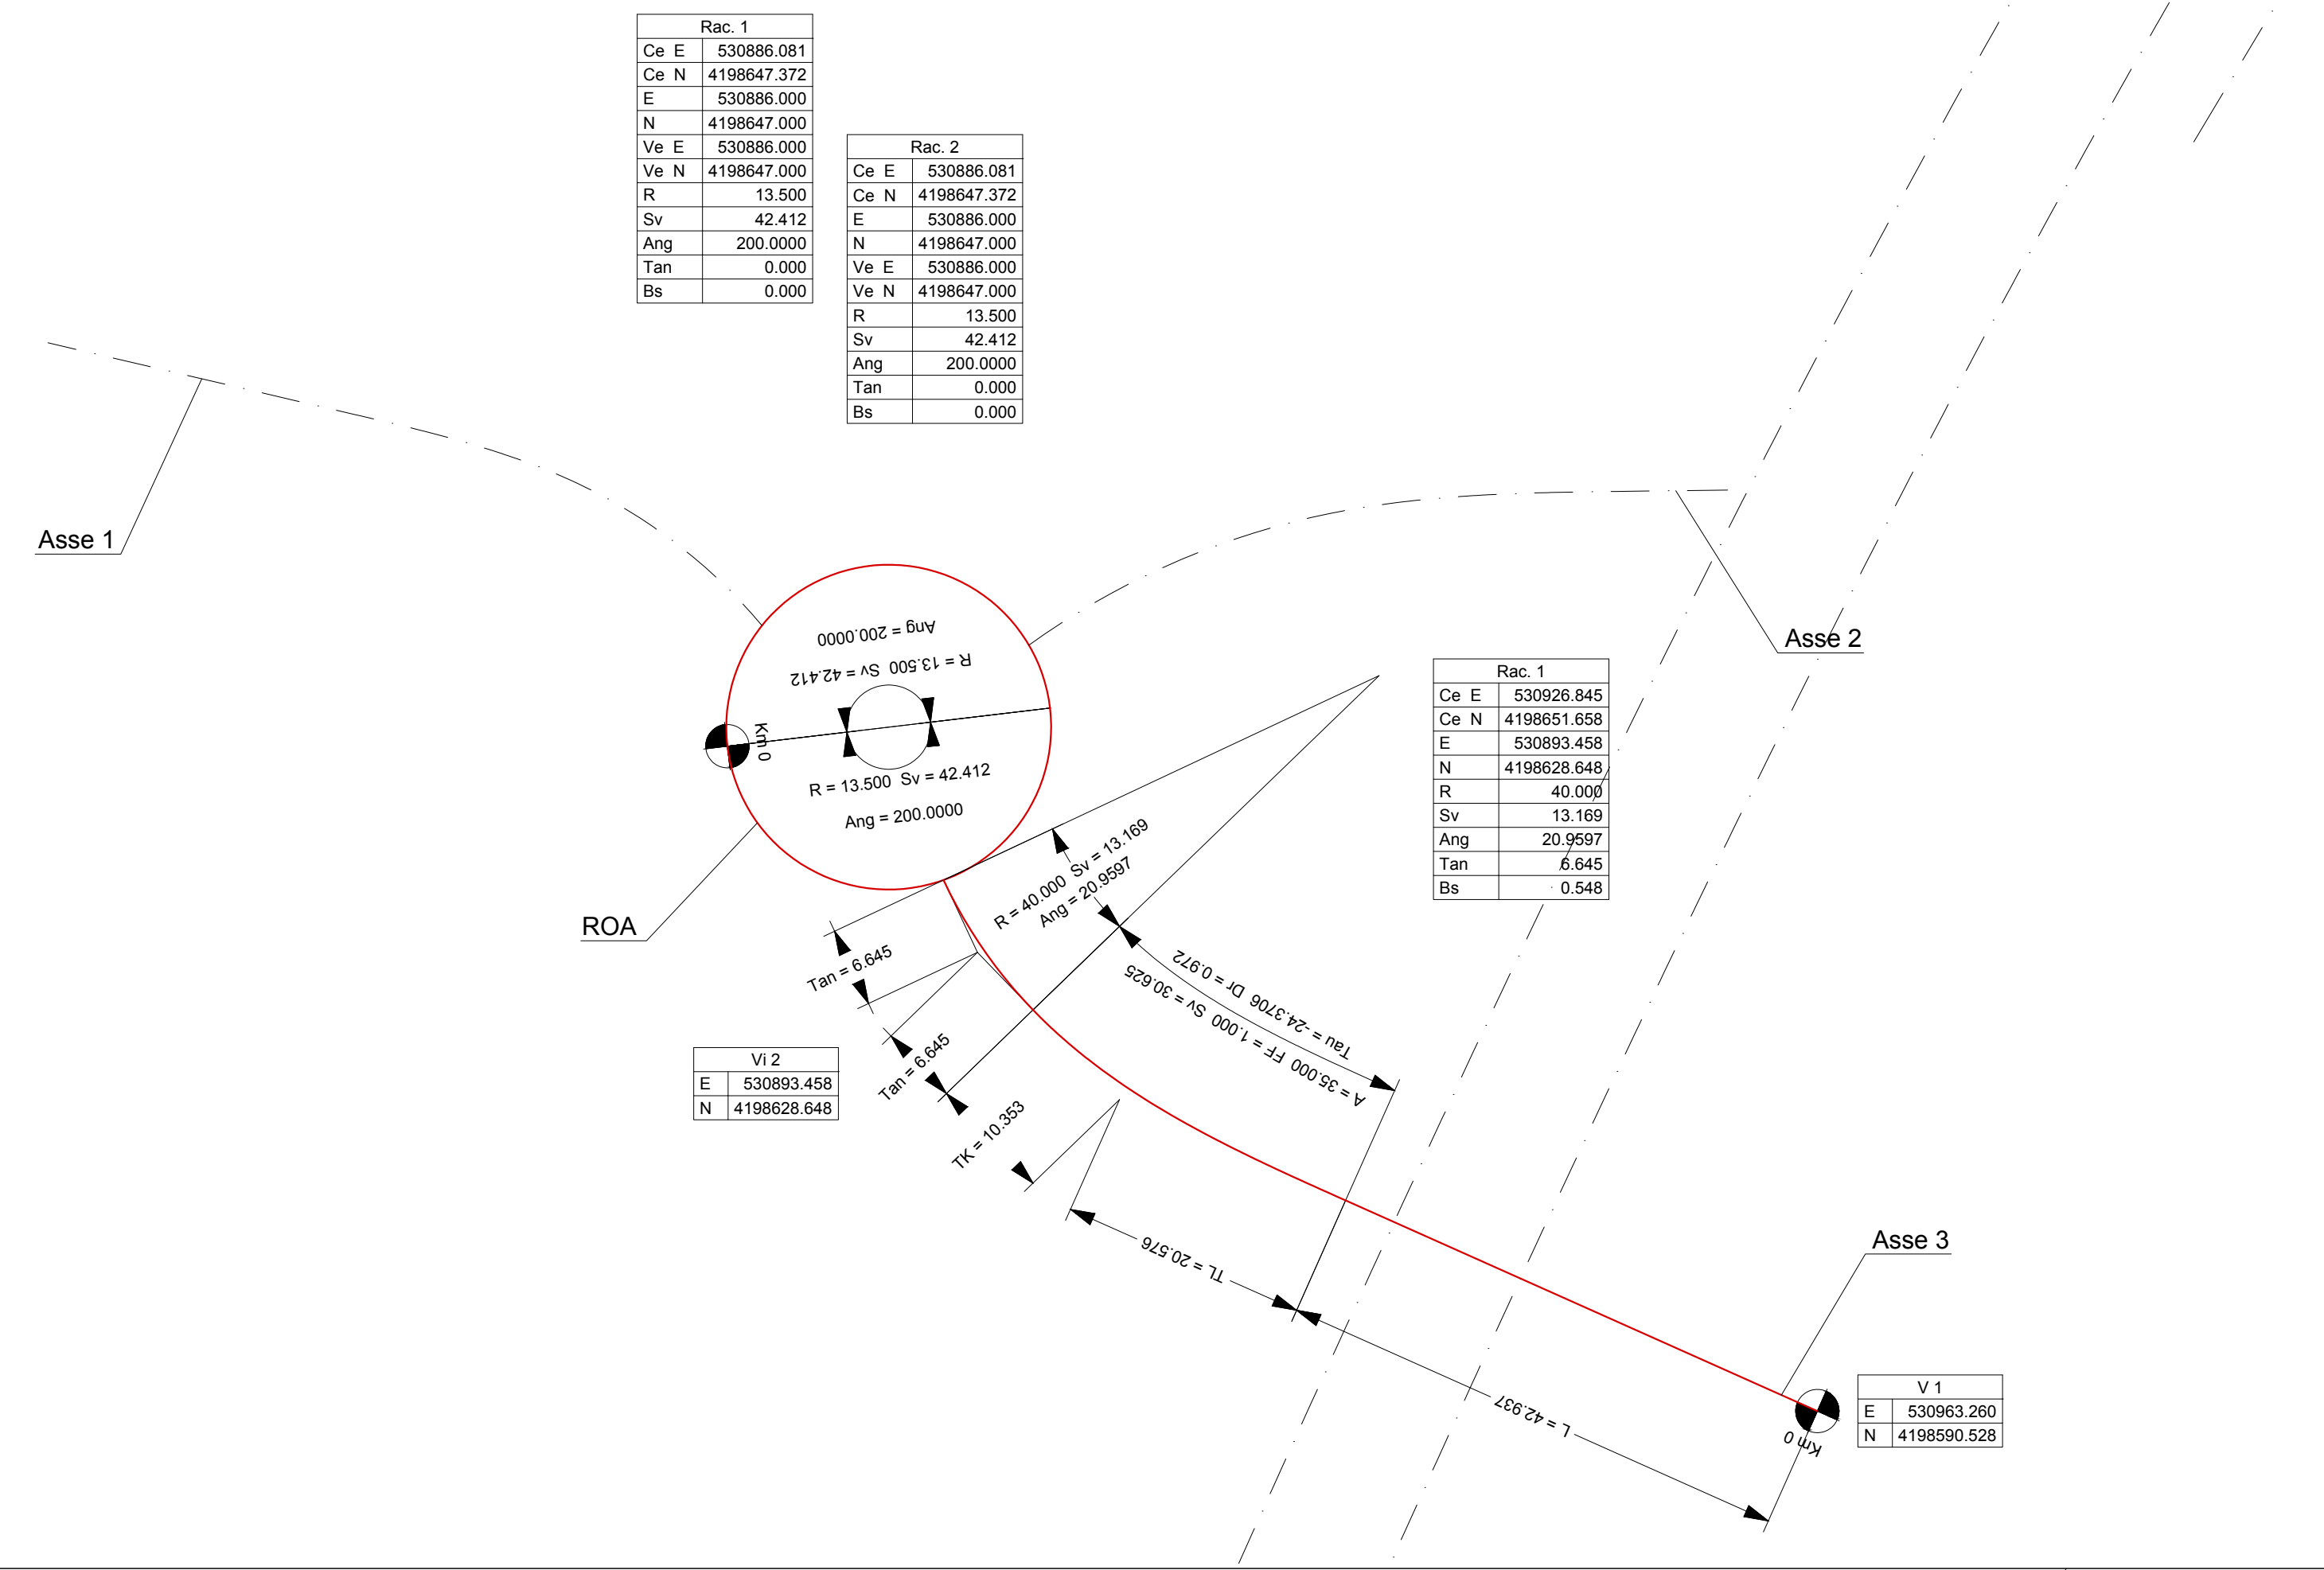 Rac. 1
Ce E 530886.081
Ce N 4198647.372
E 530886.000
N 4198647.000
Ve E 530886.000
Ve N 4198647.000
R 13.500
Sv 42.412
Ang 200.0000
Tan 0.000
Bs 0.000
Rac. 2
Ce E 530886.081
Ce N 4198647.372
E 530886.000
N 4198647.000
Ve E 530886.000
Ve N 4198647.000
R 13.500
Sv 42.412
Ang 200.0000
Tan 0.000
Bs 0.000
Asse 1
Asse 2
Ang = 200.0000
R = 13.500 Sv = 42.412
Km 0
R = 13.500 Sv = 42.412
Ang = 200.0000
ROA
Rac. 1
Ce E 530926.845
Ce N 4198651.658
E 530893.458
N 4198628.648
R 40.000
Sv 13.169
Ang 20.9597
Tan 6.645
Bs 0.548
R = 40.000 Sv = 13.169
Ang = 20.9597
Tan = 6.645
Tan = 6.645
TK = 10.353
Tau = -24.3706 Dr = 0.972
A = 35.000 FF = 1.000 Sv = 30.625
Vi 2
E 530893.458
N 4198628.648
TL = 20.576
L = 42.937
Asse 3
Km 0
V 1
E 530963.260
N 4198590.528